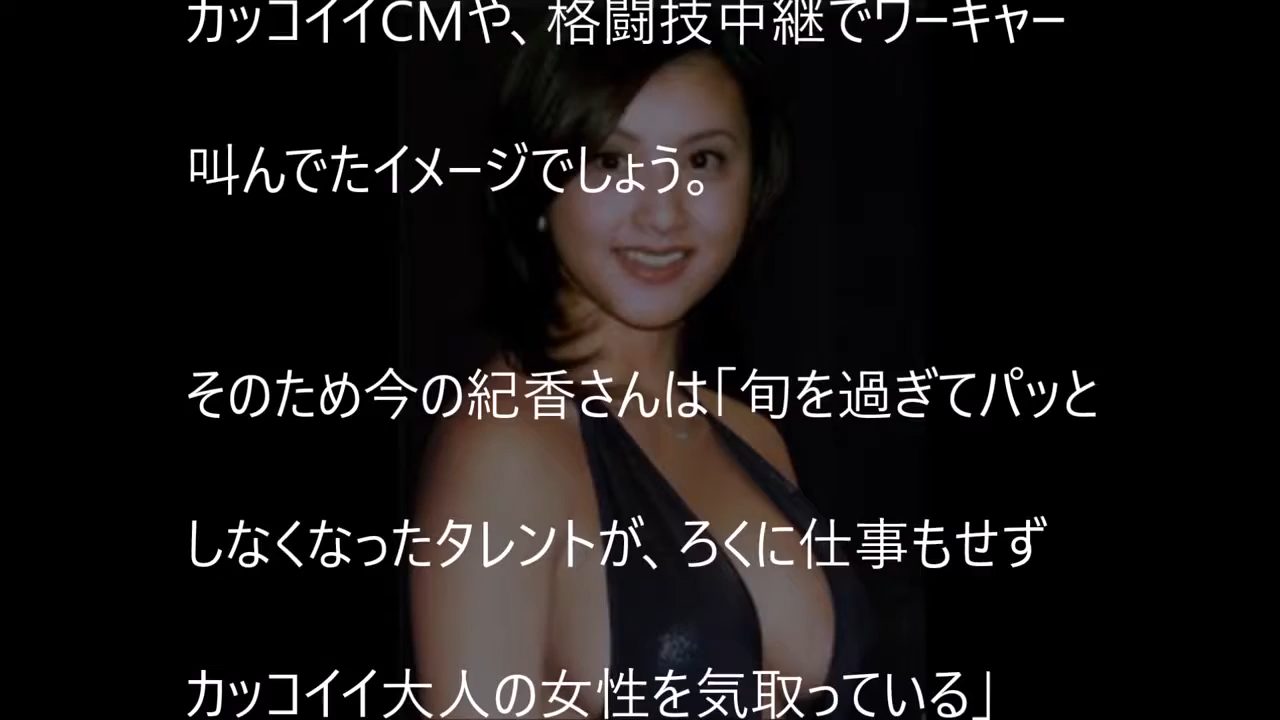 カッコイイCMや、格闘技中継でワーキャー
叫んでたイメージでしょう。
そのため今の紀香さんは「旬を過ぎてパッと
しなくなったタレントが、ろくに仕事もせず
カッコイイ大人の女性を気取っている」